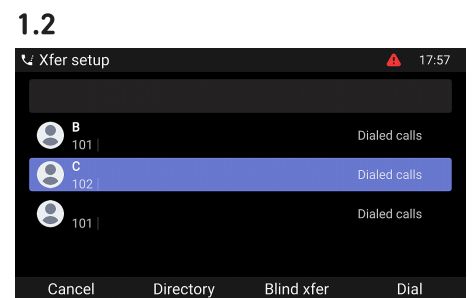 1.2
Xfer setup 17:57
B
101 | Dialed calls
C
102 | Dialed calls
101 | Dialed calls
Cancel Directory Blind xfer Dial